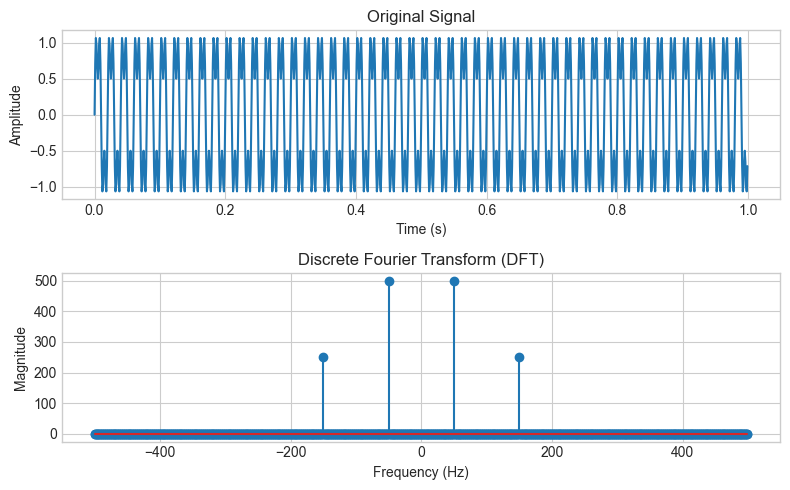 Original Signal
1.0
0.5
0.0
−0.5
−1.0
Amplitude
0.0 0.2 0.4 0.6 0.8 1.0
Time (s)
Discrete Fourier Transform (DFT)
500
400
300
200
100
0
Magnitude
−400 −200 0 200 400
Frequency (Hz)